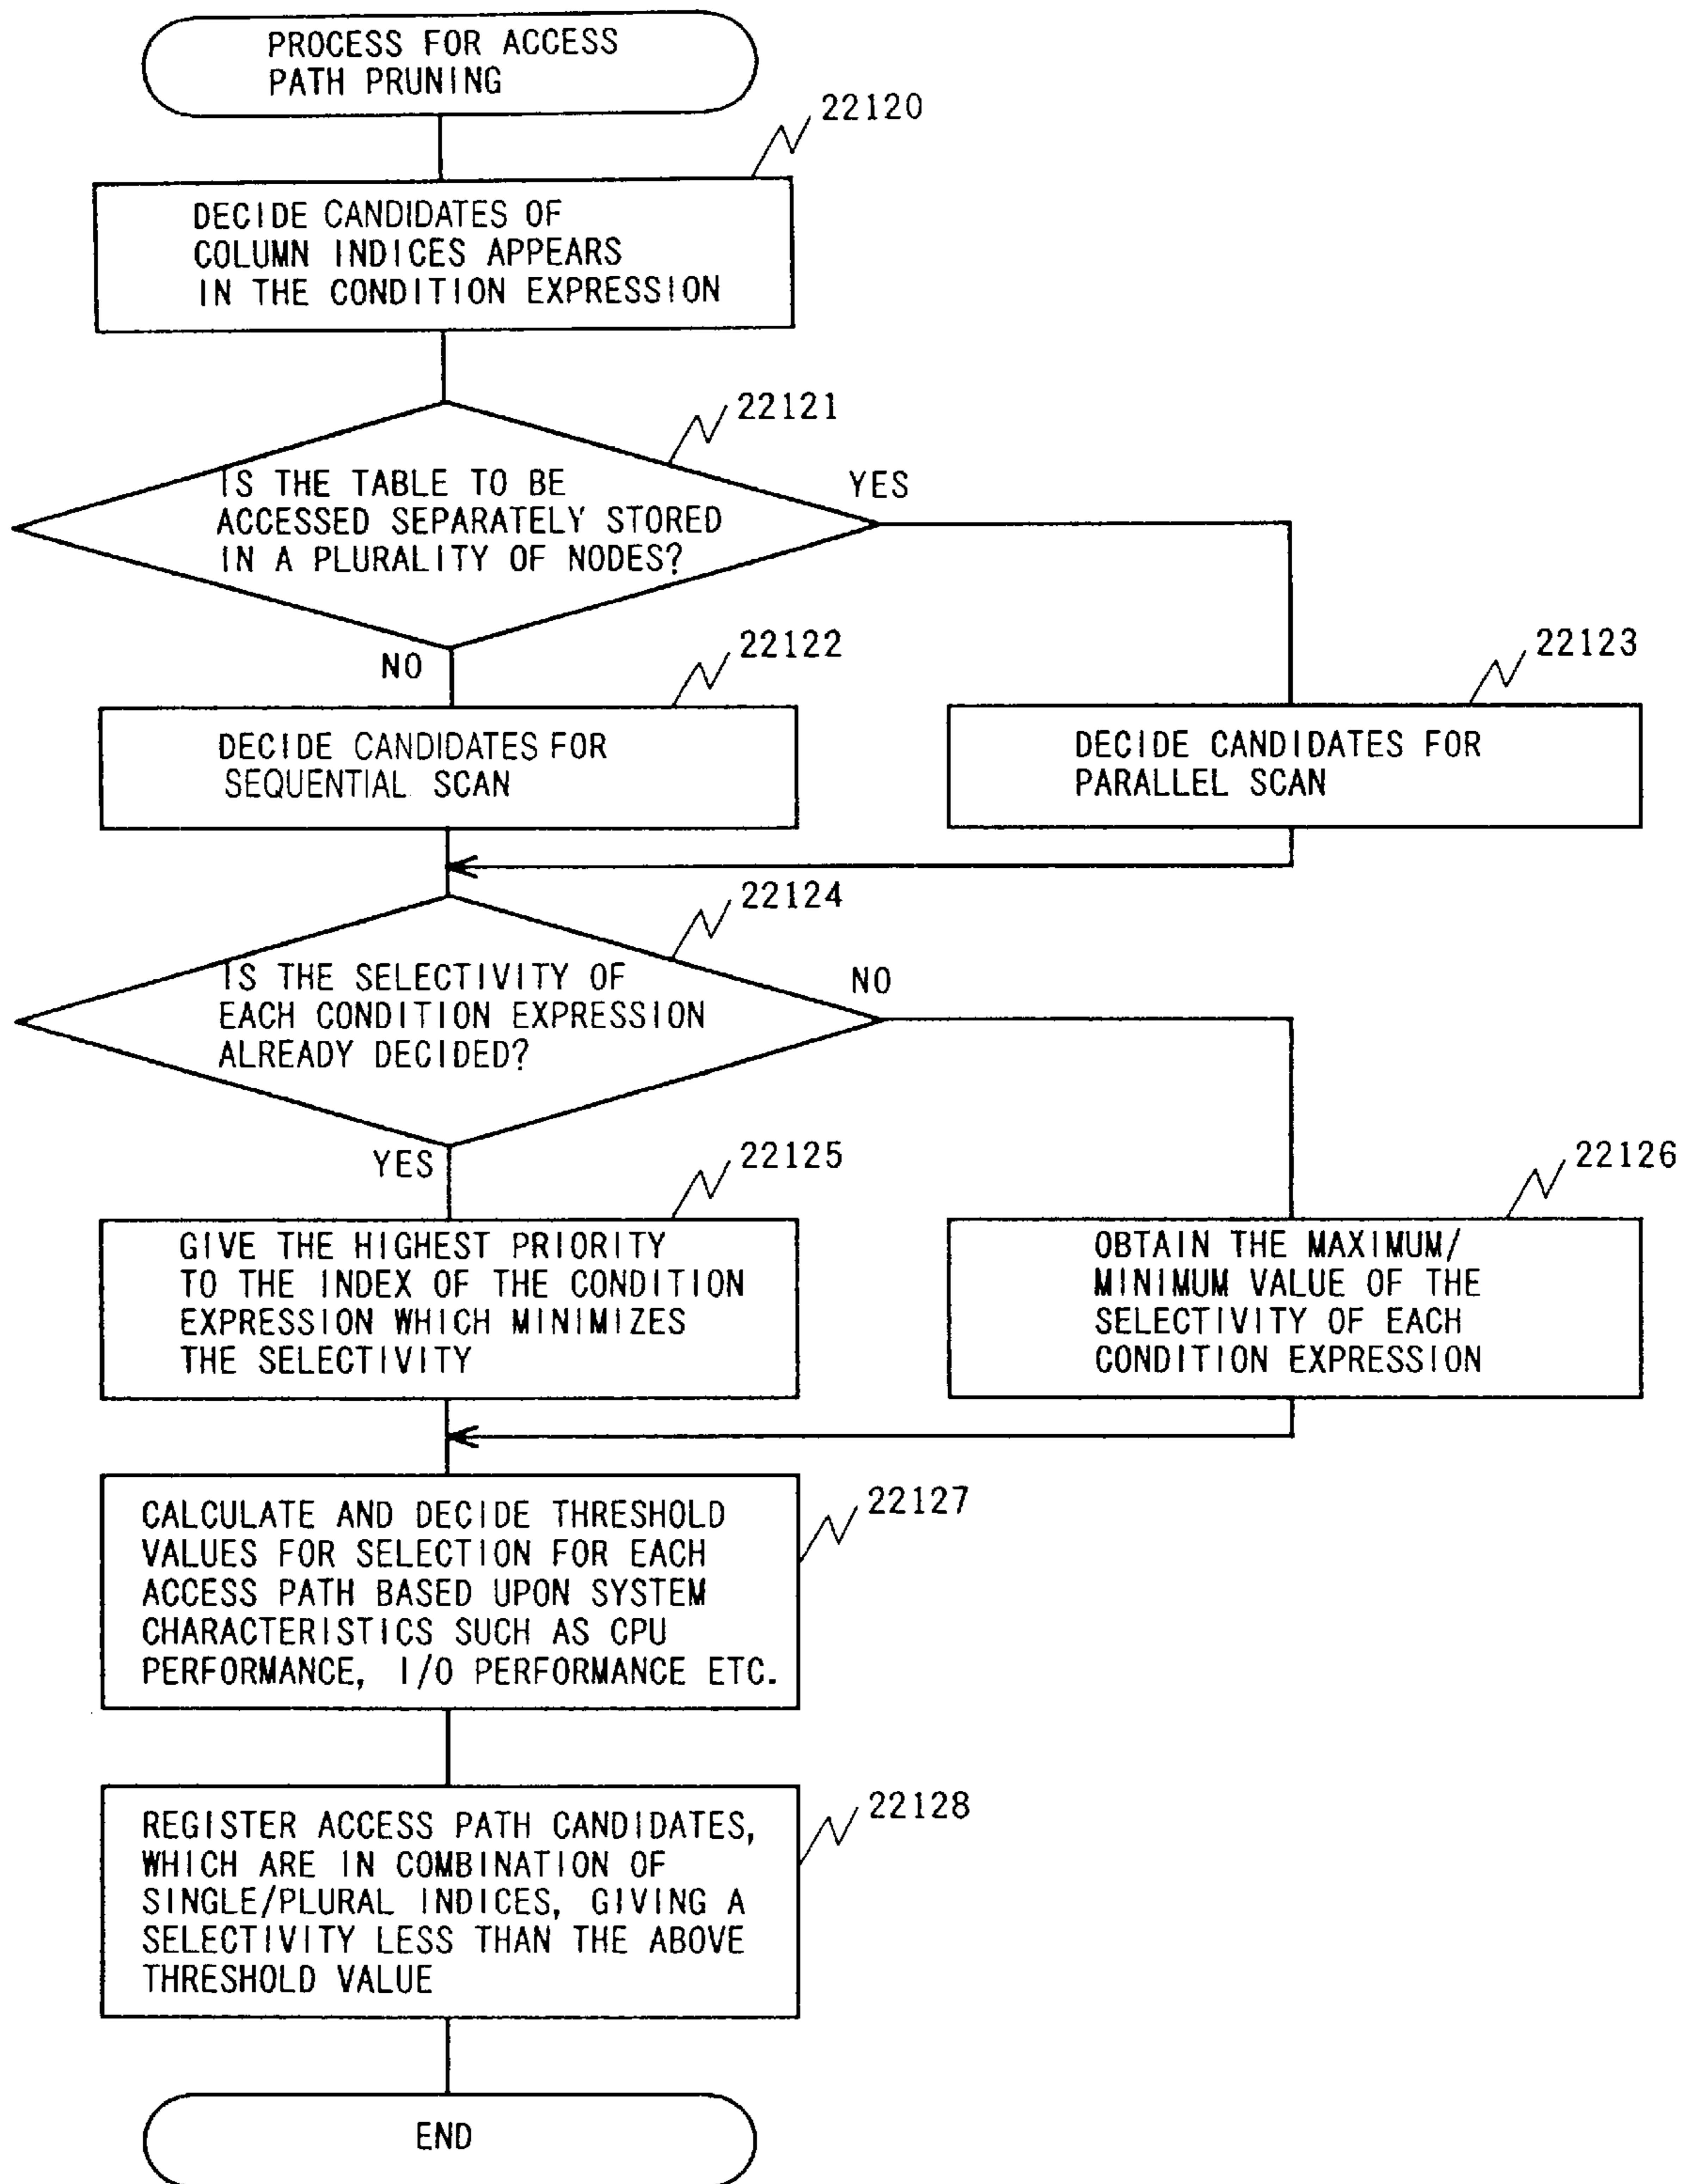 PROCESS FOR ACCESS
PATH PRUNING
22120
DECIDE CANDIDATES OF
COLUMN INDICES APPEARS
IN THE CONDITION EXPRESSION
22121
IS THE TABLE TO BE
ACCESSED SEPARATELY STORED
IN A PLURALITY OF NODES?
YES
NO
22122
22123
DECIDE CANDIDATES FOR
SEQUENTIAL SCAN
DECIDE CANDIDATES FOR
PARALLEL SCAN
22124
IS THE SELECTIVITY OF
EACH CONDITION EXPRESSION
ALREADY DECIDED?
NO
YES
22125
22126
GIVE THE HIGHEST PRIORITY
TO THE INDEX OF THE CONDITION
EXPRESSION WHICH MINIMIZES
THE SELECTIVITY
OBTAIN THE MAXIMUM/
MINIMUM VALUE OF THE
SELECTIVITY OF EACH
CONDITION EXPRESSION
22127
CALCULATE AND DECIDE THRESHOLD
VALUES FOR SELECTION FOR EACH
ACCESS PATH BASED UPON SYSTEM
CHARACTERISTICS SUCH AS CPU
PERFORMANCE, I/O PERFORMANCE ETC.
22128
REGISTER ACCESS PATH CANDIDATES,
WHICH ARE IN COMBINATION OF
SINGLE/PLURAL INDICES, GIVING A
SELECTIVITY LESS THAN THE ABOVE
THRESHOLD VALUE
END